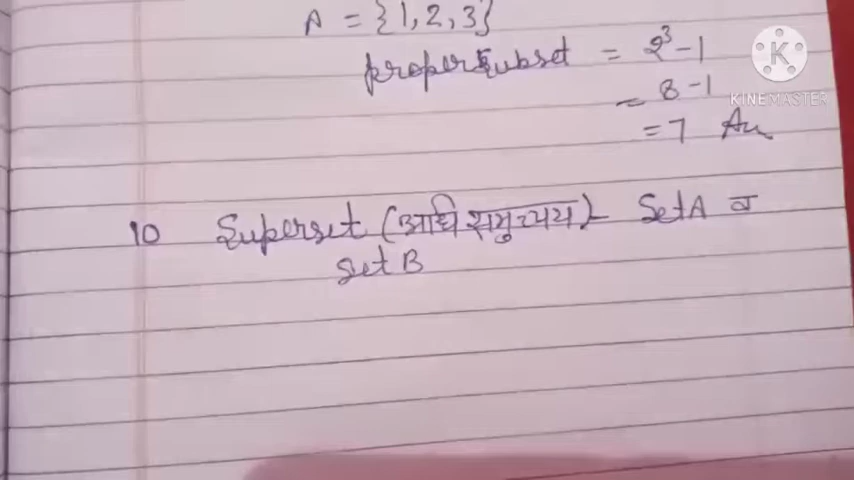 A = {1,2,3}
proper subset = 2³-1
= 8-1
= 7 Ans
10 Superset (अधि समुच्चय)- Set A व
Set B
K
KINEMASTER